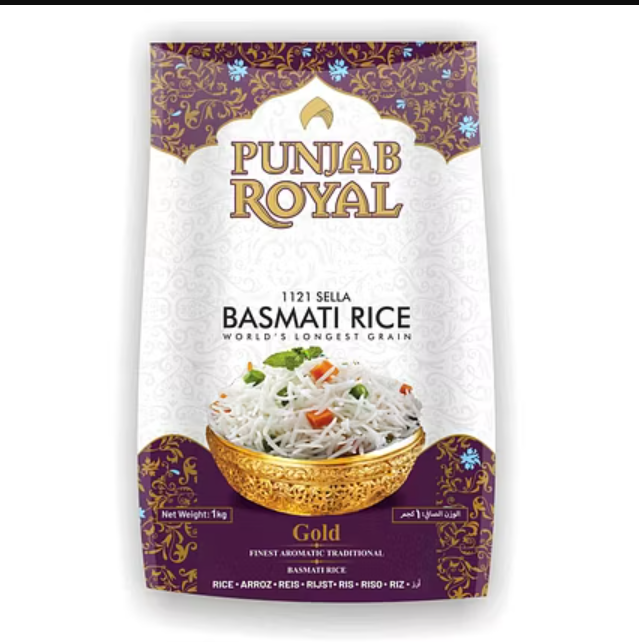 PUNJAB
ROYAL
1121 SELLA
BASMATI RICE
WORLD'S LONGEST GRAIN
Net Weight: 1kg
الوزن الصافي: ١ كجم
Gold
FINEST AROMATIC TRADITIONAL
BASMATI RICE
RICE • ARROZ • REIS • RIJST • RIS • RISO • RIZ • أرز